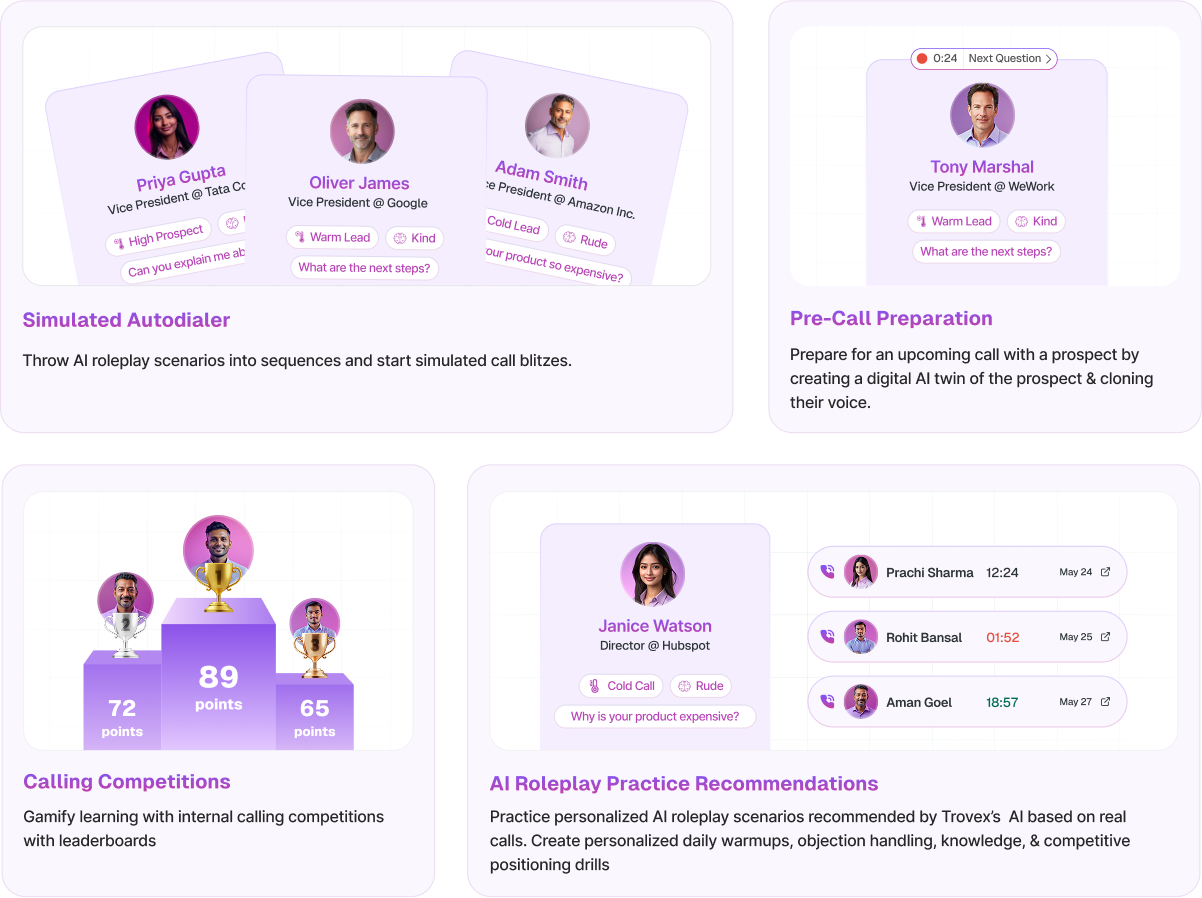 Priya Gupta
Vice President @ Tata
High Prospect
Can you explain me
Oliver James
Vice President @ Google
Warm Lead
Kind
What are the next steps?
Adam Smith
President @ Amazon Inc.
Cold Lead
Rude
product so expensive?
Simulated Autodialer
Throw AI roleplay scenarios into sequences and start simulated call blitzes.
0:24
Next Question
Tony Marshal
Vice President @ WeWork
Warm Lead
Kind
What are the next steps?
Pre-Call Preparation
Prepare for an upcoming call with a prospect by
creating a digital AI twin of the prospect & cloning
their voice.
2
3
72
points
89
points
65
points
Calling Competitions
Gamify learning with internal calling competitions
with leaderboards
Janice Watson
Director @ Hubspot
Cold Call
Rude
Why is your product expensive?
Prachi Sharma 12:24 May 24
Rohit Bansal 01:52 May 25
Aman Goel 18:57 May 27
AI Roleplay Practice Recommendations
Practice personalized AI roleplay scenarios recommended by Trovex’s  AI based on real
calls. Create personalized daily warmups, objection handling, knowledge, & competitive
positioning drills